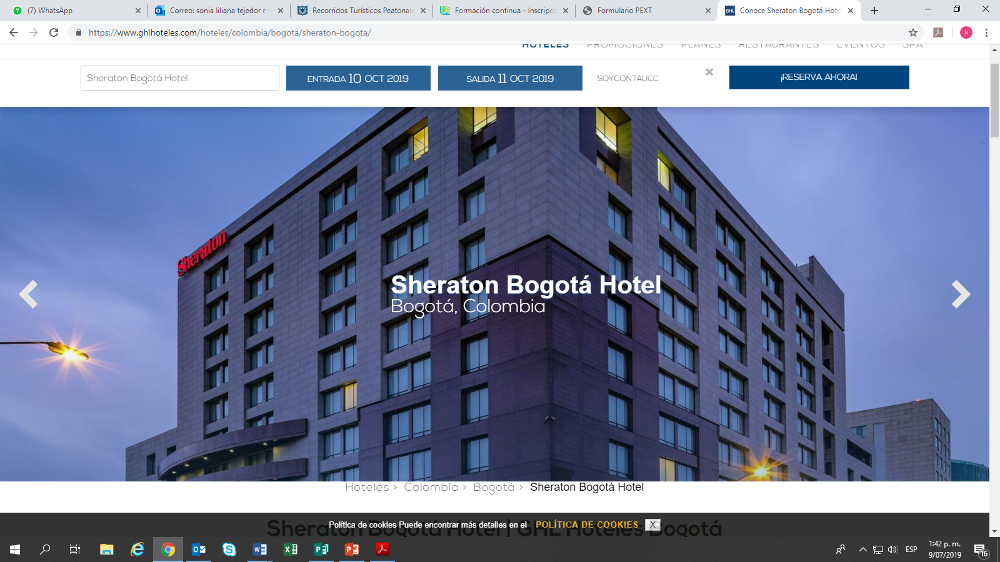 (7) WhatsApp
Correo: sonia liliana tejedor r -
Recorridos Turísticos Peatonale
Formación continua - Inscripci
Formulario PEXT
Conoce Sheraton Bogotá Hote
https://www.ghlhoteles.com/hoteles/colombia/bogota/sheraton-bogota/
S
HOTELES PROMOCIONES PLANES RESTAURANTES EVENTOS SPA
Sheraton Bogotá Hotel
ENTRADA 10 OCT 2019
SALIDA 11 OCT 2019
SOYCONTAUCC
¡RESERVA AHORA!
Sheraton
Sheraton Bogotá Hotel
Bogotá, Colombia
Hoteles > Colombia > Bogotá > Sheraton Bogotá Hotel
Sheraton Bogotá Hotel | GHL Hoteles Bogotá
Política de cookies Puede encontrar más detalles en el POLÍTICA DE COOKIES X
ESP
1:42 p. m.
9/07/2019
16